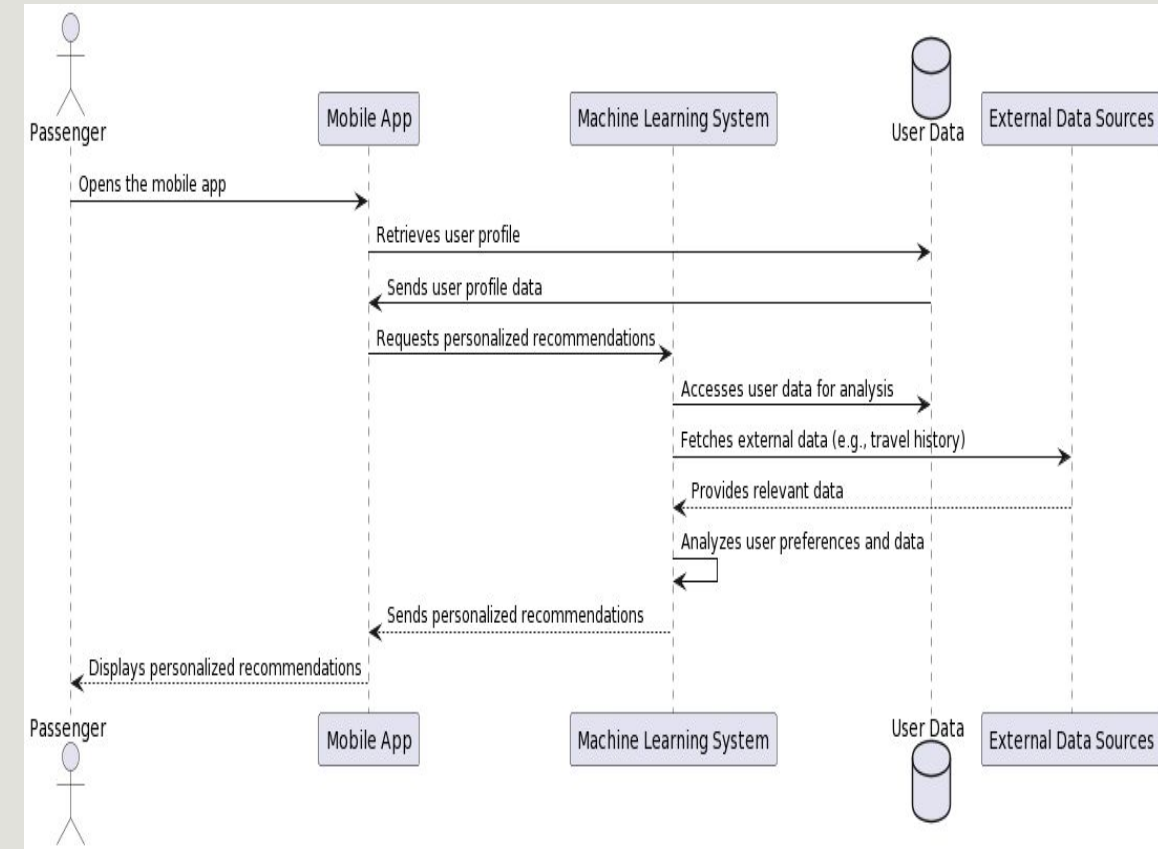 Passenger
Mobile App
Machine Learning System
User Data
External Data Sources
Opens the mobile app
Retrieves user profile
Sends user profile data
Requests personalized recommendations
Accesses user data for analysis
Fetches external data (e.g., travel history)
Provides relevant data
Analyzes user preferences and data
Sends personalized recommendations
Displays personalized recommendations
Passenger
Mobile App
Machine Learning System
User Data
External Data Sources